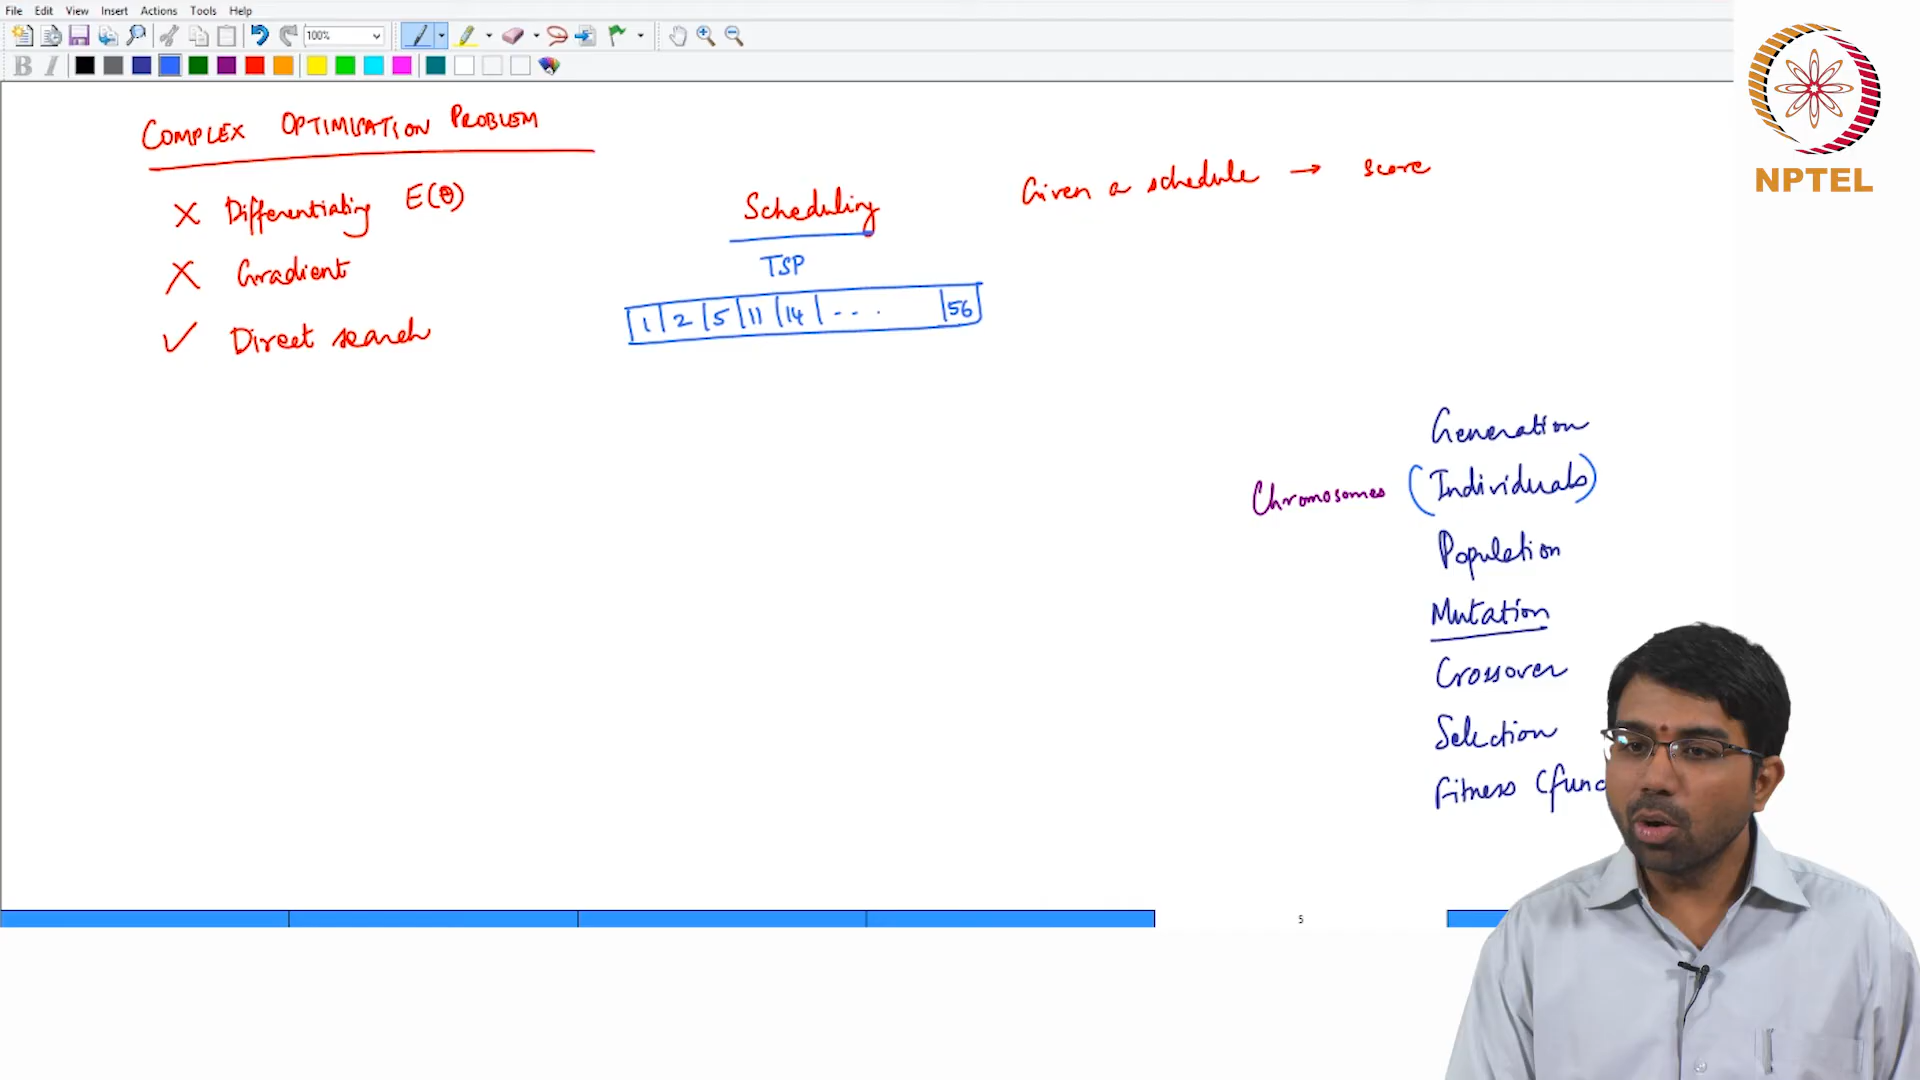 File Edit View Insert Actions Tools Help
100%
B I
NPTEL
COMPLEX OPTIMISATION PROBLEM
X Differentiating E(θ)
X Gradient
✓ Direct search
Scheduling
TSP
1 2 5 11 14 ... 56
Given a schedule → score
Generation
Chromosomes (Individuals)
Population
Mutation
Crossover
Selection
Fitness (func
5